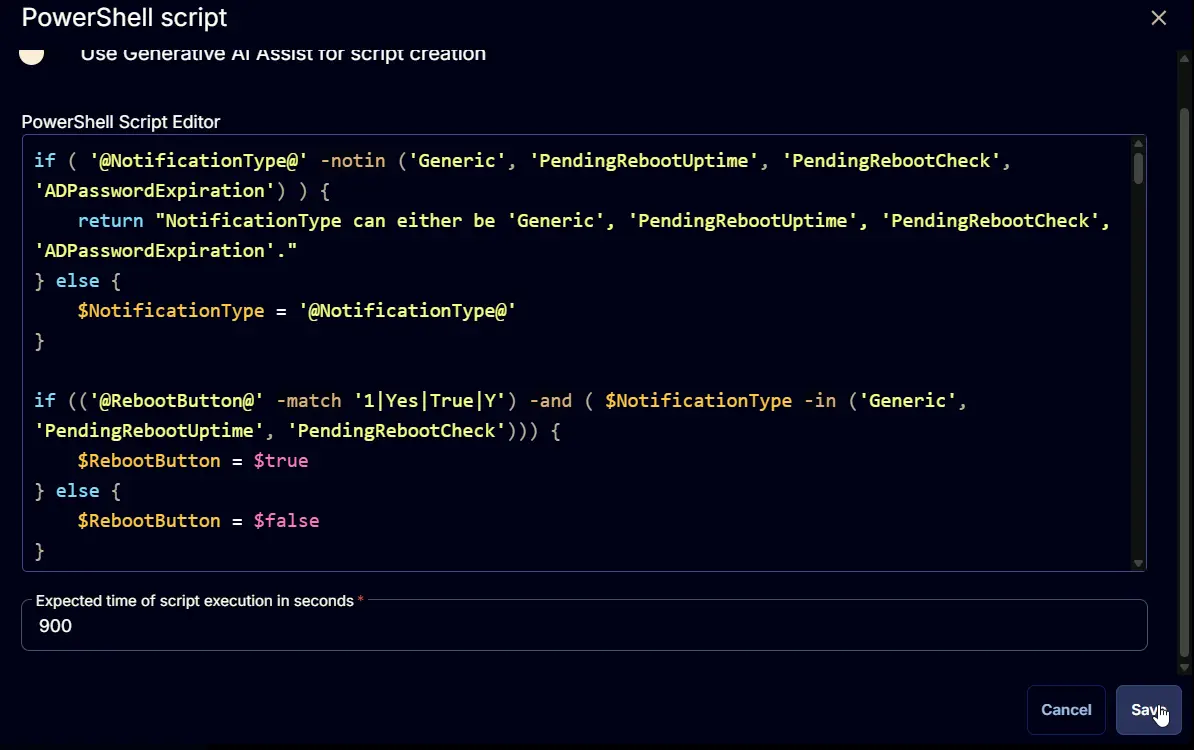 PowerShell script
Use Generative AI Assist for script creation
PowerShell Script Editor
if ( '@NotificationType@' -notin ('Generic', 'PendingRebootUptime', 'PendingRebootCheck',
'ADPasswordExpiration') ) {
    return "NotificationType can either be 'Generic', 'PendingRebootUptime', 'PendingRebootCheck',
'ADPasswordExpiration'."
} else {
    $NotificationType = '@NotificationType@'
}
if (('@RebootButton@' -match '1|Yes|True|Y') -and ( $NotificationType -in ('Generic',
'PendingRebootUptime', 'PendingRebootCheck'))) {
    $RebootButton = $true
} else {
    $RebootButton = $false
}
Expected time of script execution in seconds *
900
Cancel
Save